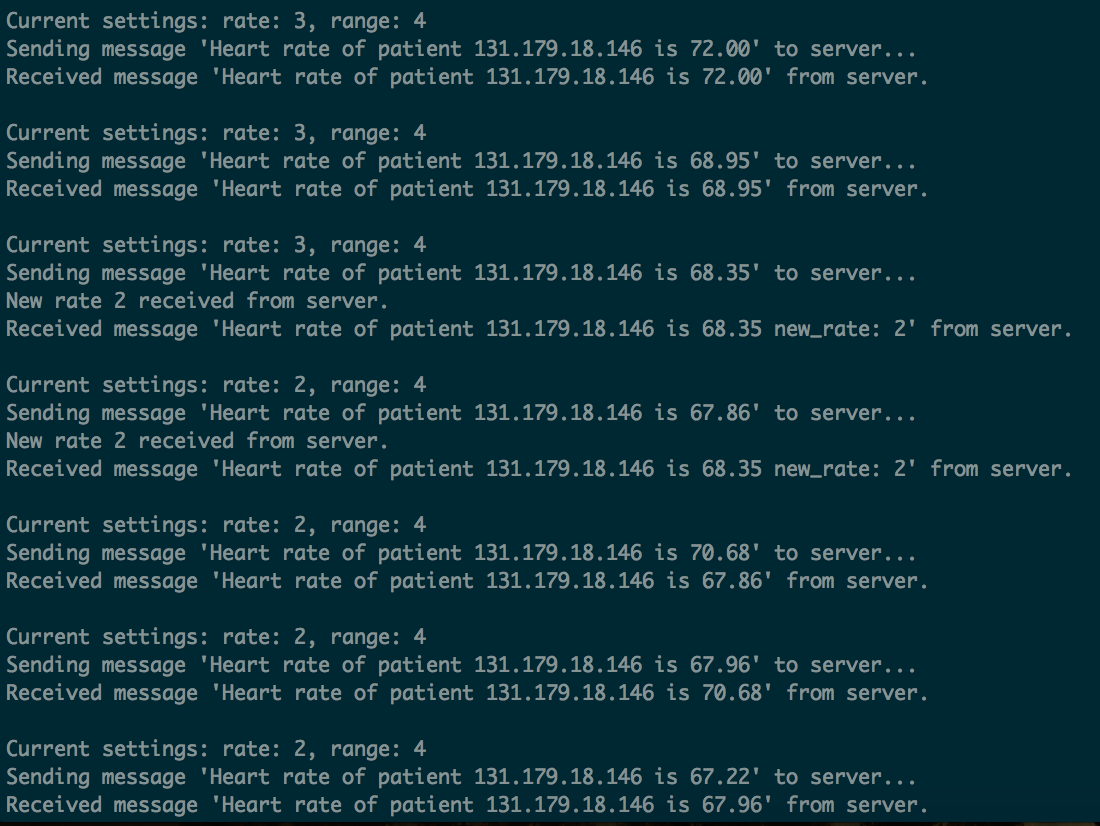 Current settings: rate: 3, range: 4
Sending message 'Heart rate of patient 131.179.18.146 is 72.00' to server...
Received message 'Heart rate of patient 131.179.18.146 is 72.00' from server.
Current settings: rate: 3, range: 4
Sending message 'Heart rate of patient 131.179.18.146 is 68.95' to server...
Received message 'Heart rate of patient 131.179.18.146 is 68.95' from server.
Current settings: rate: 3, range: 4
Sending message 'Heart rate of patient 131.179.18.146 is 68.35' to server...
New rate 2 received from server.
Received message 'Heart rate of patient 131.179.18.146 is 68.35 new_rate: 2' from server.
Current settings: rate: 2, range: 4
Sending message 'Heart rate of patient 131.179.18.146 is 67.86' to server...
New rate 2 received from server.
Received message 'Heart rate of patient 131.179.18.146 is 68.35 new_rate: 2' from server.
Current settings: rate: 2, range: 4
Sending message 'Heart rate of patient 131.179.18.146 is 70.68' to server...
Received message 'Heart rate of patient 131.179.18.146 is 67.86' from server.
Current settings: rate: 2, range: 4
Sending message 'Heart rate of patient 131.179.18.146 is 67.96' to server...
Received message 'Heart rate of patient 131.179.18.146 is 70.68' from server.
Current settings: rate: 2, range: 4
Sending message 'Heart rate of patient 131.179.18.146 is 67.22' to server...
Received message 'Heart rate of patient 131.179.18.146 is 67.96' from server.